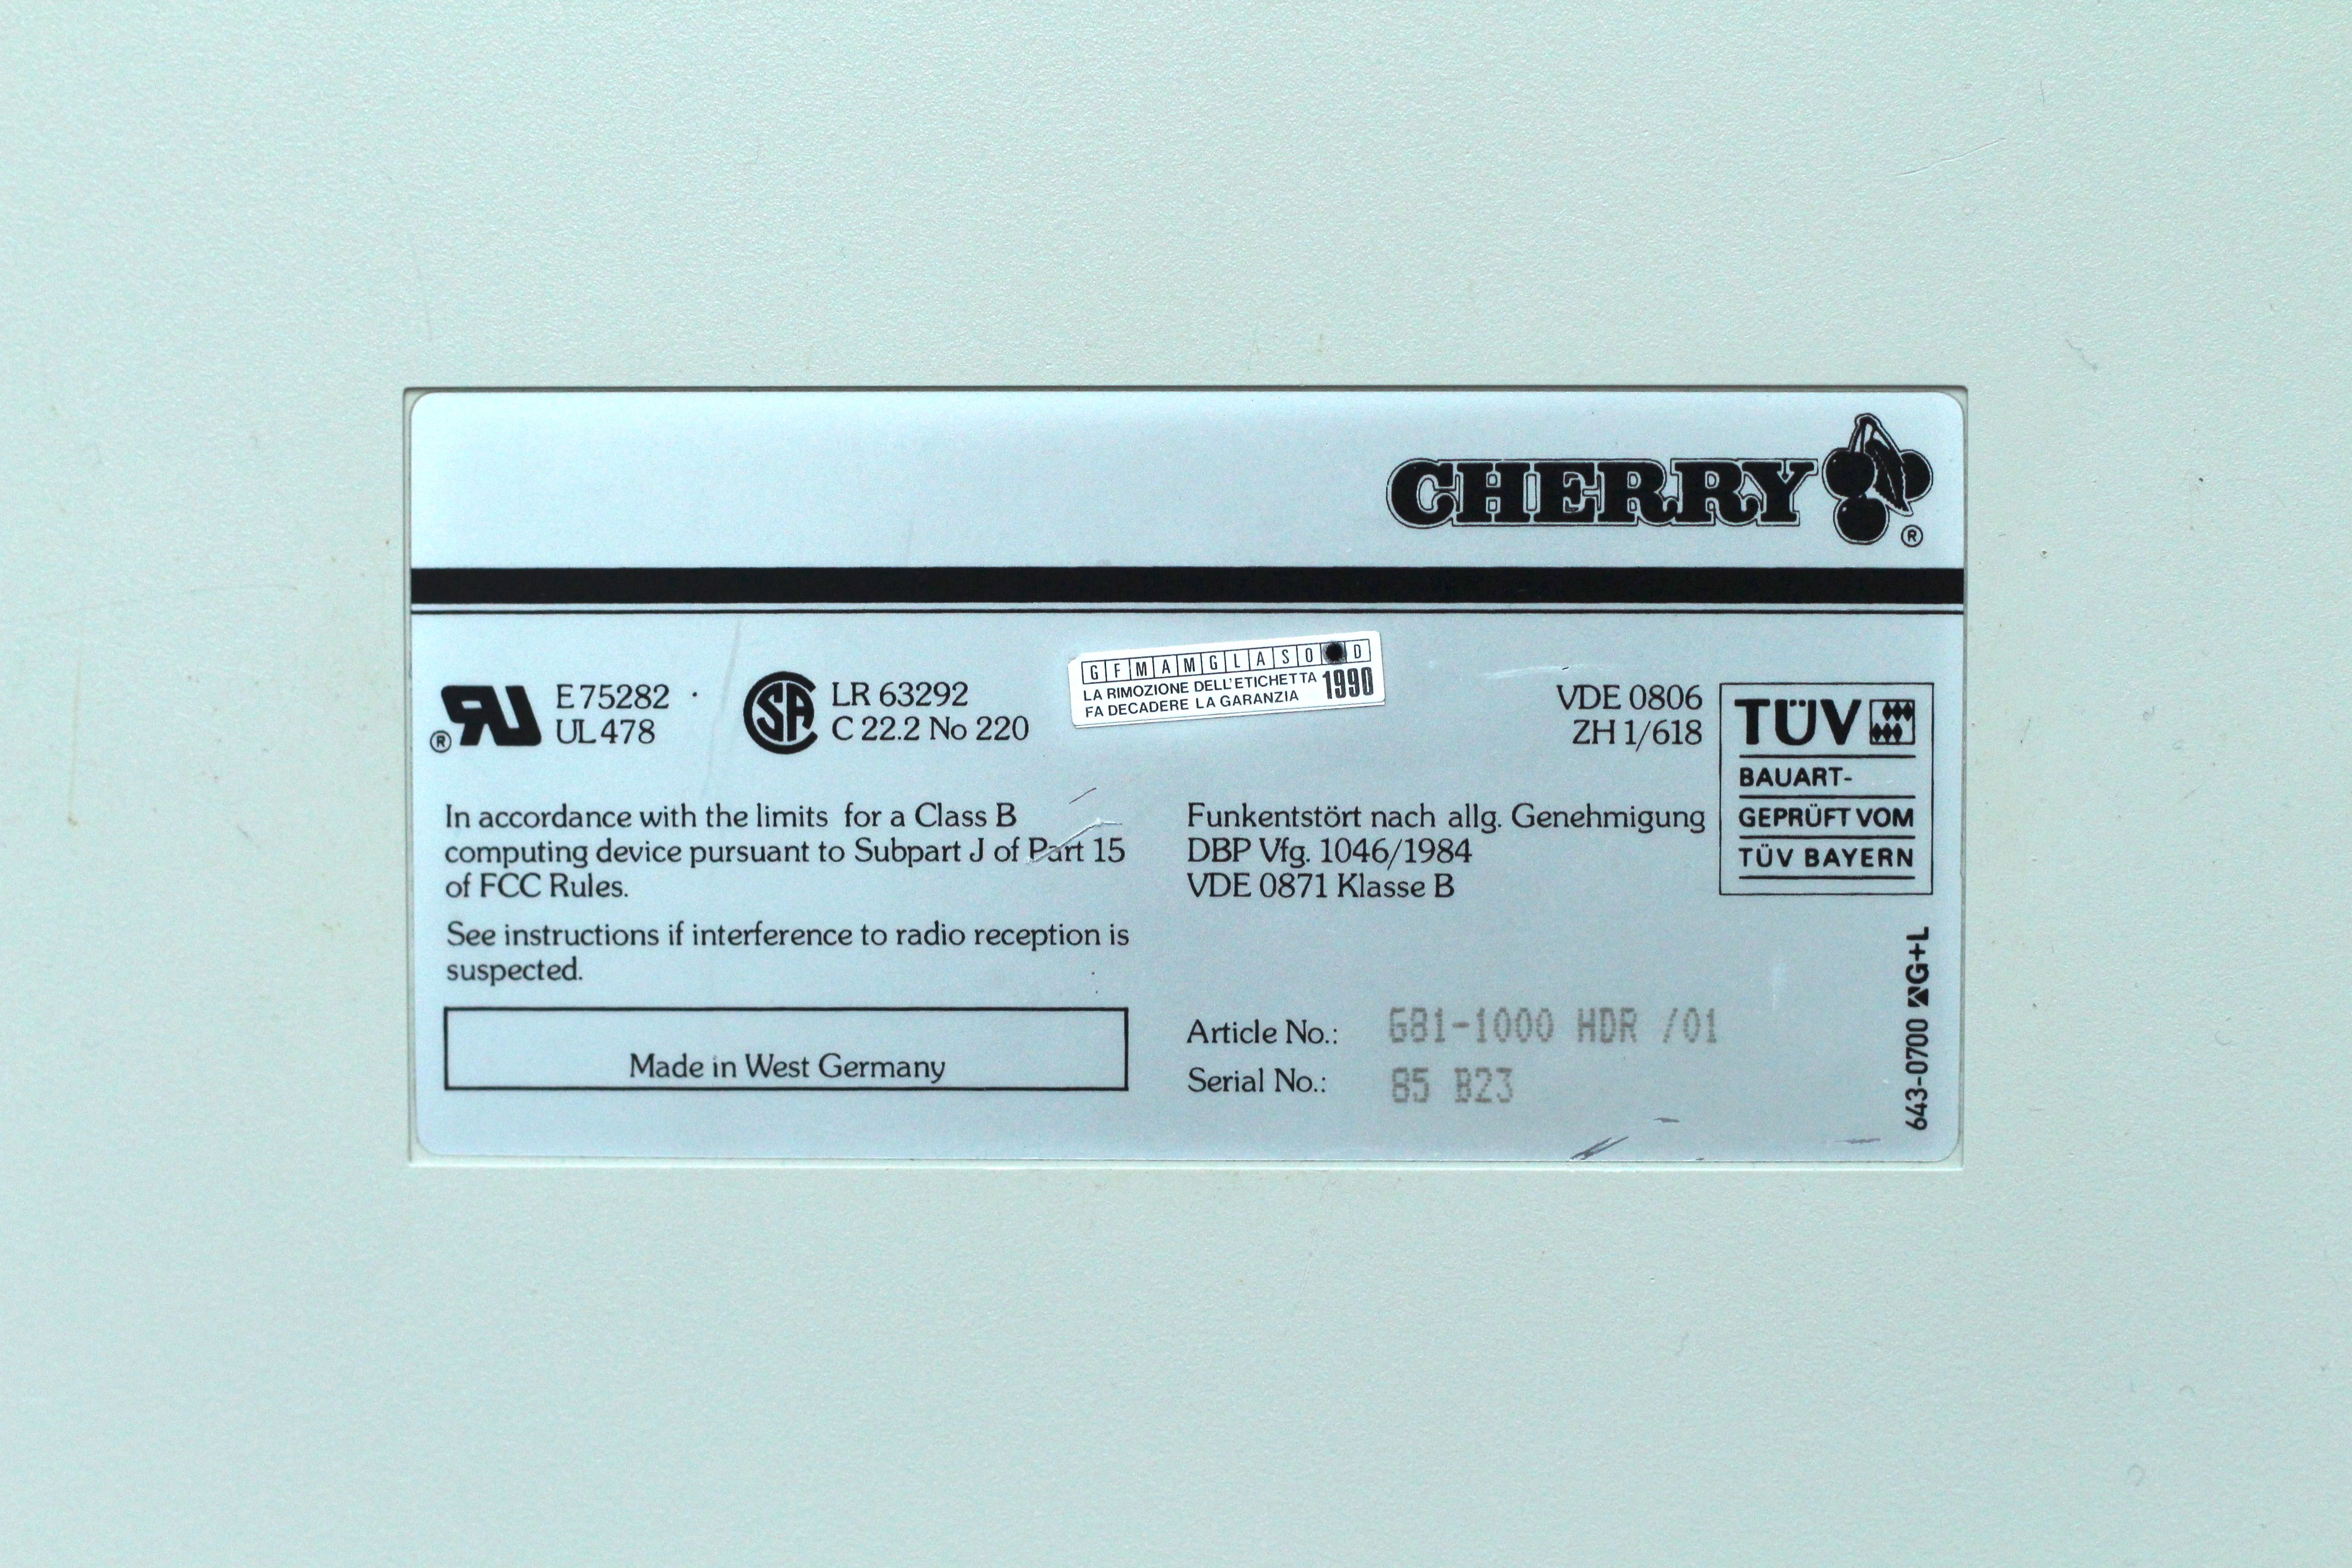 CHERRY
®
E 75282
UL 478
®
LR 63292
C 22.2 No 220
G F M A M G L A S O D
LA RIMOZIONE DELL'ETICHETTA
FA DECADERE LA GARANZIA
1990
VDE 0806
ZH 1/618
TÜV
BAUART-
GEPRÜFT VOM
TÜV BAYERN
In accordance with the limits for a Class B
computing device pursuant to Subpart J of Part 15
of FCC Rules.
See instructions if interference to radio reception is
suspected.
Funkentstört nach allg. Genehmigung
DBP Vfg. 1046/1984
VDE 0871 Klasse B
Made in West Germany
Article No.: G81-1000 HDR /01
Serial No.: 85 B23
643-0700 G+L